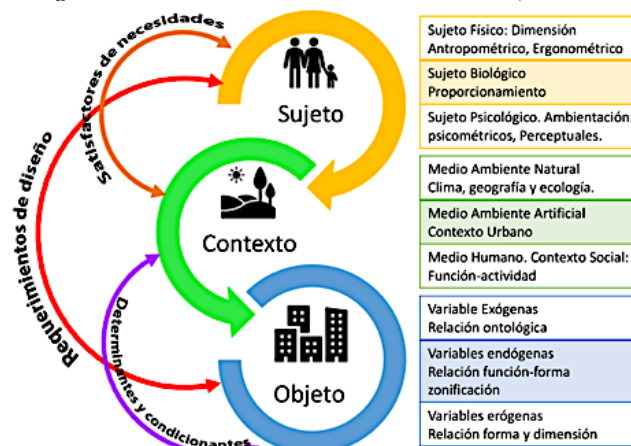 Satisfactores de necesidades
Requerimientos de diseño
Determinantes y condicionantes
Sujeto
Contexto
Objeto
Sujeto Físico: Dimensión
Antropométrico, Ergonométrico
Sujeto Biológico
Proporcionamiento
Sujeto Psicológico. Ambientación:
psicométricos, Perceptuales.
Medio Ambiente Natural
Clima, geografía y ecología.
Medio Ambiente Artificial
Contexto Urbano
Medio Humano. Contexto Social:
Función-actividad
Variable Exógenas
Relación ontológica
Variables endógenas
Relación función-forma
zonificación
Variables erógenas
Relación forma y dimensión